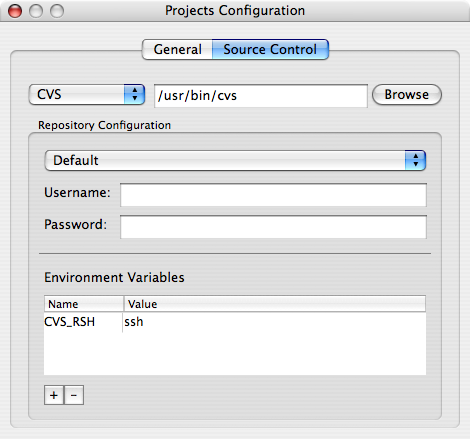 Projects Configuration
General Source Control
CVS /usr/bin/cvs Browse
Repository Configuration
Default
Username:
Password:
Environment Variables
Name Value
CVS_RSH ssh
+ -